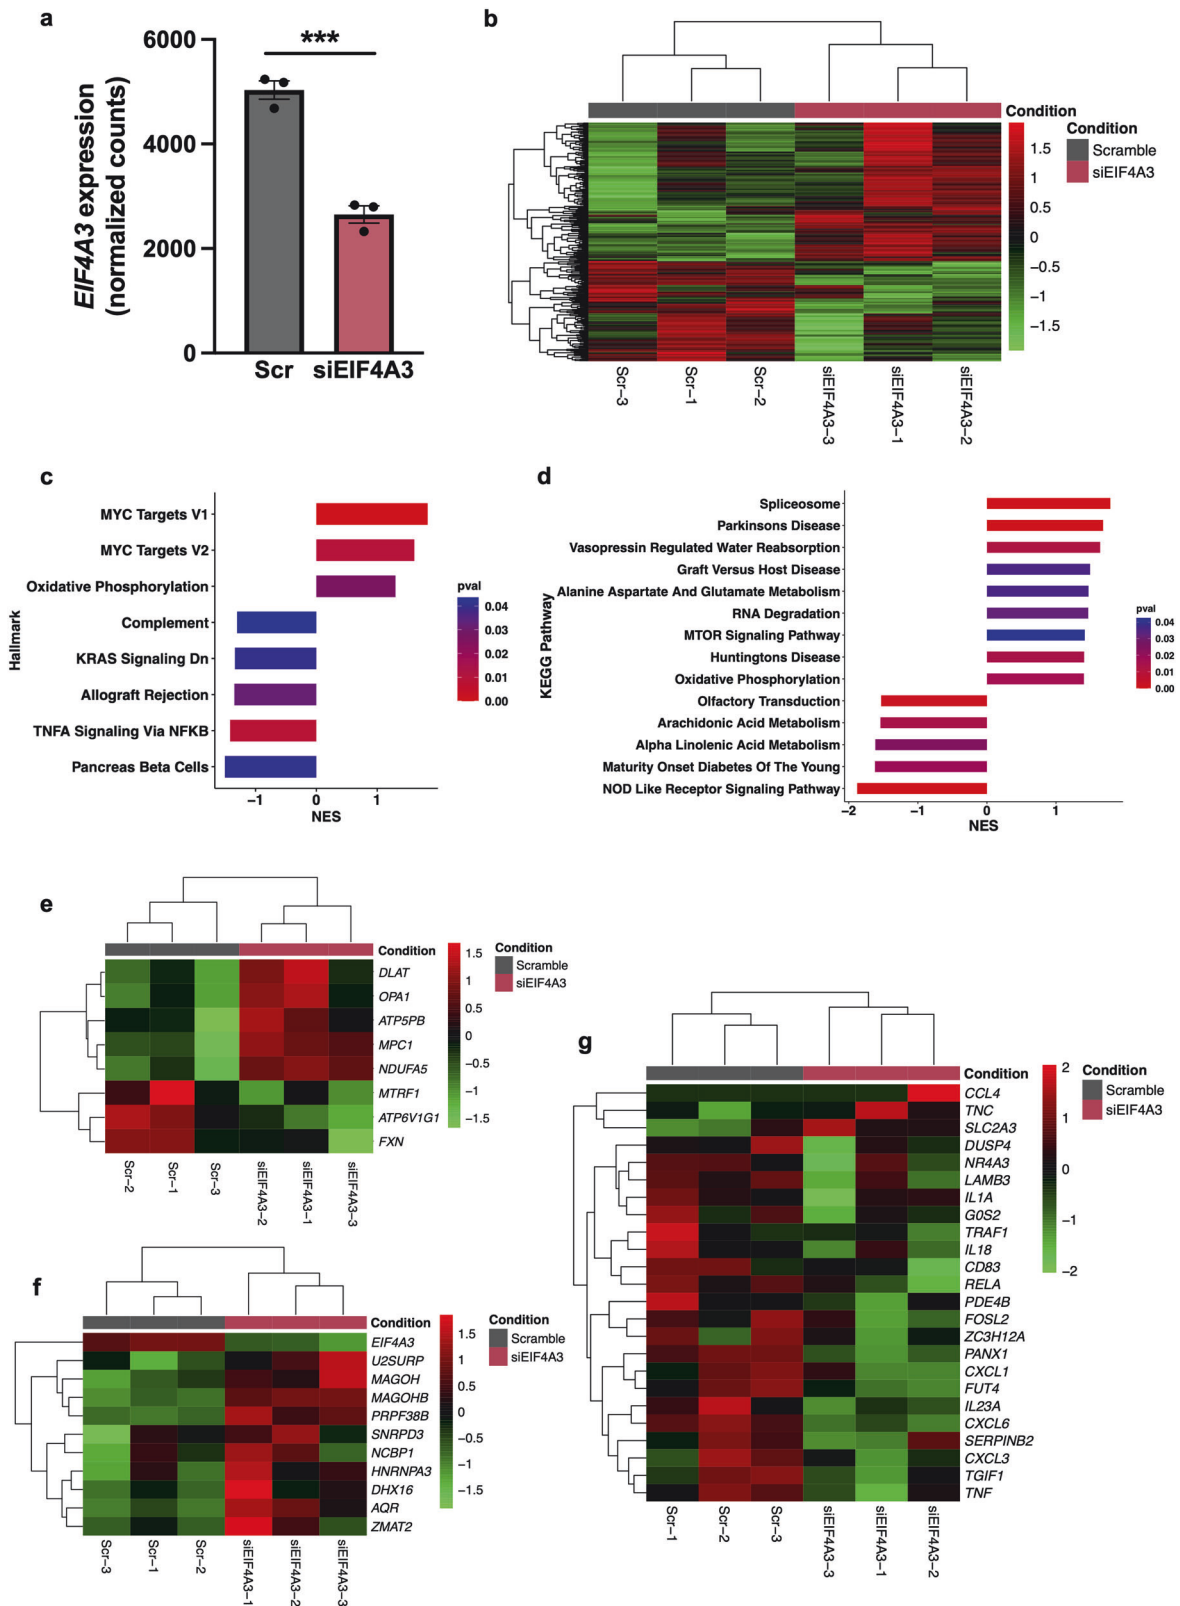 a
EIF4A3 expression
(normalized counts)
6000
4000
2000
0
***
Scr
siEIF4A3
b
Condition
1.5
1
0.5
0
−0.5
−1
−1.5
Condition
Scramble
siEIF4A3
Scr−3
Scr−1
Scr−2
siEIF4A3−3
siEIF4A3−1
siEIF4A3−2
c
Hallmark
MYC Targets V1
MYC Targets V2
Oxidative Phosphorylation
Complement
KRAS Signaling Dn
Allograft Rejection
TNFA Signaling Via NFKB
Pancreas Beta Cells
−1
0
1
NES
pval
0.04
0.03
0.02
0.01
0.00
d
KEGG Pathway
Spliceosome
Parkinsons Disease
Vasopressin Regulated Water Reabsorption
Graft Versus Host Disease
Alanine Aspartate And Glutamate Metabolism
RNA Degradation
MTOR Signaling Pathway
Huntingtons Disease
Oxidative Phosphorylation
Olfactory Transduction
Arachidonic Acid Metabolism
Alpha Linolenic Acid Metabolism
Maturity Onset Diabetes Of The Young
NOD Like Receptor Signaling Pathway
−2
−1
0
1
NES
pval
0.04
0.03
0.02
0.01
0.00
e
Condition
DLAT
OPA1
ATP5PB
MPC1
NDUFA5
MTRF1
ATP6V1G1
FXN
1.5
1
0.5
0
−0.5
−1
−1.5
Condition
Scramble
siEIF4A3
Scr−2
Scr−1
Scr−3
siEIF4A3−2
siEIF4A3−1
siEIF4A3−3
f
Condition
EIF4A3
U2SURP
MAGOH
MAGOHB
PRPF38B
SNRPD3
NCBP1
HNRNPA3
DHX16
AQR
ZMAT2
1.5
1
0.5
0
−0.5
−1
−1.5
Condition
Scramble
siEIF4A3
Scr−3
Scr−1
Scr−2
siEIF4A3−1
siEIF4A3−2
siEIF4A3−3
g
Condition
CCL4
TNC
SLC2A3
DUSP4
NR4A3
LAMB3
IL1A
G0S2
TRAF1
IL18
CD83
RELA
PDE4B
FOSL2
ZC3H12A
PANX1
CXCL1
FUT4
IL23A
CXCL6
SERPINB2
CXCL3
TGIF1
TNF
2
1
0
−1
−2
Condition
Scramble
siEIF4A3
Scr−1
Scr−2
Scr−3
siEIF4A3−3
siEIF4A3−1
siEIF4A3−2